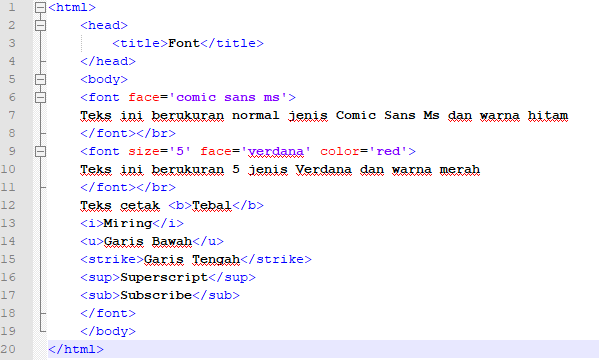 1 <html>
2 <head>
3 <title>Font</title>
4 </head>
5 <body>
6 <font face='comic sans ms'>
7 Teks ini berukuran normal jenis Comic Sans Ms dan warna hitam
8 </font></br>
9 <font size='5' face='verdana' color='red'>
10 Teks ini berukuran 5 jenis Verdana dan warna merah
11 </font></br>
12 Teks cetak <b>Tebal</b>
13 <i>Miring</i>
14 <u>Garis Bawah</u>
15 <strike>Garis Tengah</strike>
16 <sup>Superscript</sup>
17 <sub>Subscribe</sub>
18 </font>
19 </body>
20 </html>